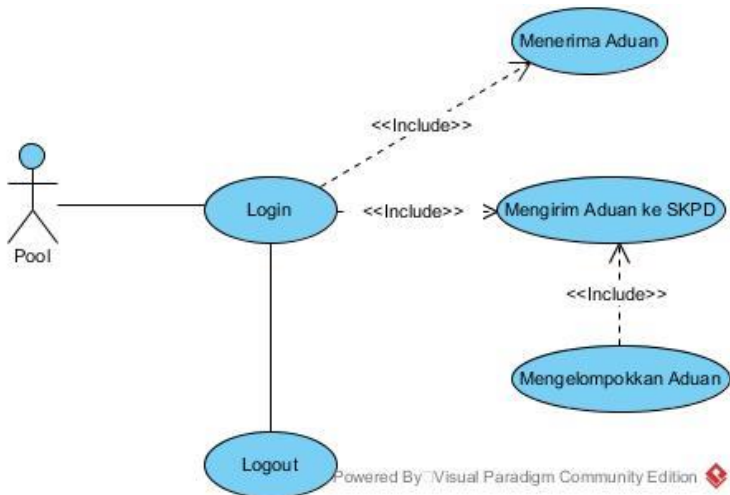 Menerima Aduan
<<Include>>
Login
<<Include>>
Mengirim Aduan ke SKPD
Pool
<<Include>>
Mengelompokkan Aduan
Logout
Powered By Visual Paradigm Community Edition